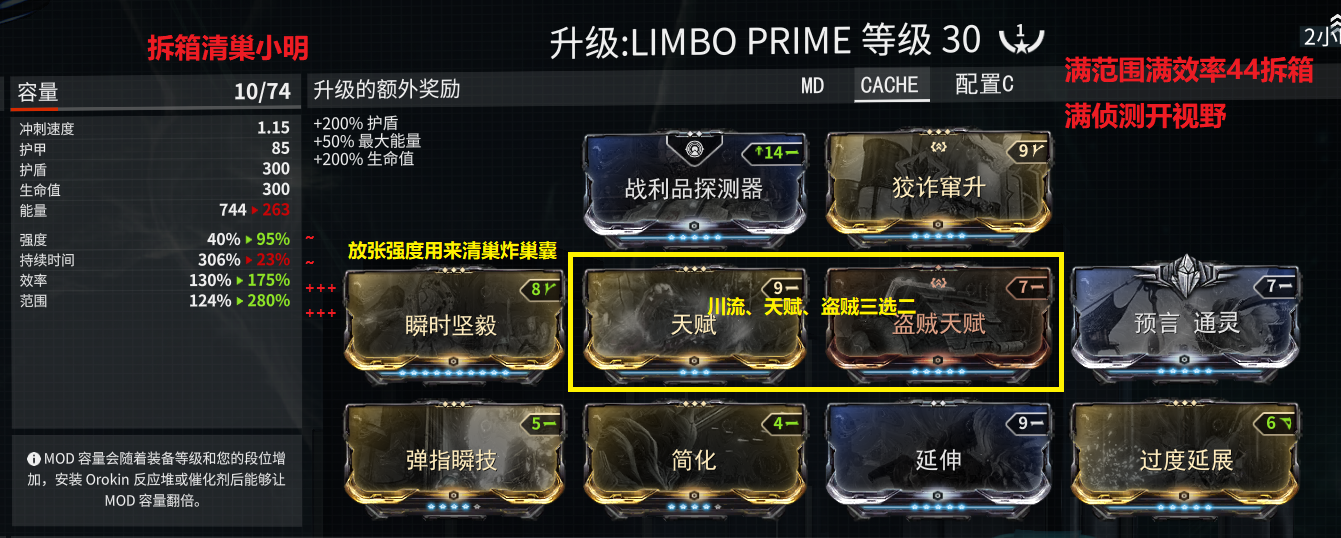 拆箱清巢小明
升级:LIMBO PRIME 等级 30
1
2小
满范围满效率44拆箱
满侦测开视野
容量 10/74
升级的额外奖励
MD CACHE 配置C
冲刺速度 1.15
护甲 85
护盾 300
生命值 300
能量 744 263
强度 40% 95% ~
持续时间 306% 23% ~
效率 130% 175% +++
范围 124% 280% +++
+200% 护盾
+50% 最大能量
+200% 生命值
14
战利品探测器
9
狡诈窜升
放张强度用来清巢炸巢囊
8
瞬时坚毅
9
天赋
7
盗贼天赋
川流、天赋、盗贼三选二
7
预言 通灵
5
弹指瞬技
4
简化
9
延伸
6
过度延展
MOD 容量会随着装备等级和您的段位增
加，安装 Orokin 反应堆或催化剂后能够让
MOD 容量翻倍。